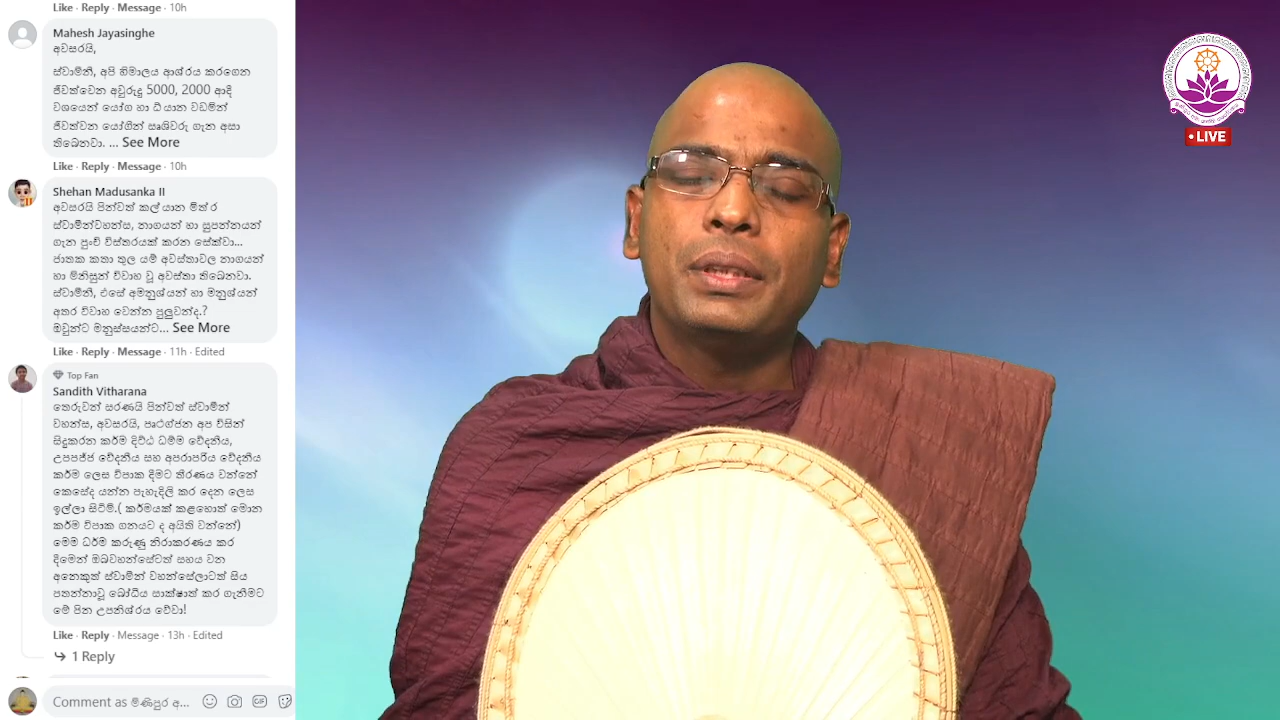 Like · Reply · Message · 10h
Mahesh Jayasinghe
අවසරයි,
ස්වාමිනී, අපි හිමාලය ආශ්‍රය කරගෙන
ජීවත්වෙන අවුරුදු 5000, 2000 ආදී
වශයෙන් යෝග හා ධ්‍යාන වඩමින්
ජීවත්වන යෝගීන් සෘශිවරු ගැන අසා
තිබෙනවා. ... See More
Like · Reply · Message · 10h
Shehan Madusanka II
අවසරයි පින්වත් කල්‍යාන මිත්‍ර
ස්වාමින්වහන්ස, නාගයන් හා සුපන්නයන්
ගැන පුංචි විස්තරයක් කරන සේක්වා...
ජාතක කතා තුල යම් අවස්තාවල නාගයන්
හා මිනිසුන් විවාහ වූ අවස්තා තිබෙනවා.
ස්වාමීනී, එසේ අමනුශ්‍යන් හා මනුශ්‍යන්
අතර විවාහ වෙන්න පුලුවන්ද.?
ඔවුන්ට මනුස්සයන්ට... See More
Like · Reply · Message · 11h · Edited
Top Fan
Sandith Vitharana
තෙරුවන් සරණයි පින්වත් ස්වාමීන්
වහන්ස, අවසරයි, පෘථග්ජන අප විසින්
සිදුකරන කර්ම දිට්ඨ ධම්ම වේදනීය,
උපපජ්ජ වේදනීය සහ අපරාපරිය වේදනීය
කර්ම ලෙස විපාක දීමට තීරණය වන්නේ
කෙසේද යන්න පැහැදිලි කර දෙන ලෙස
ඉල්ලා සිටිමි.( කර්මයක් කළහොත් මොන
කර්ම විපාක ගනයට ද අයිති වන්නේ)
මෙම ධර්ම කරුණු නිරාකරණය කර
දීමෙන් ඔබවහන්සේටත් සහය වන
අනෙකුත් ස්වාමීන් වහන්සේලාටත් සිය
පතන්නාවූ බෝධිය සාක්ෂාත් කර ගැනීමට
මේ පින උපනිශ්‍රය වේවා!
Like · Reply · Message · 13h · Edited
1 Reply
Comment as මිණිපුර අ...
GIF
LIVE